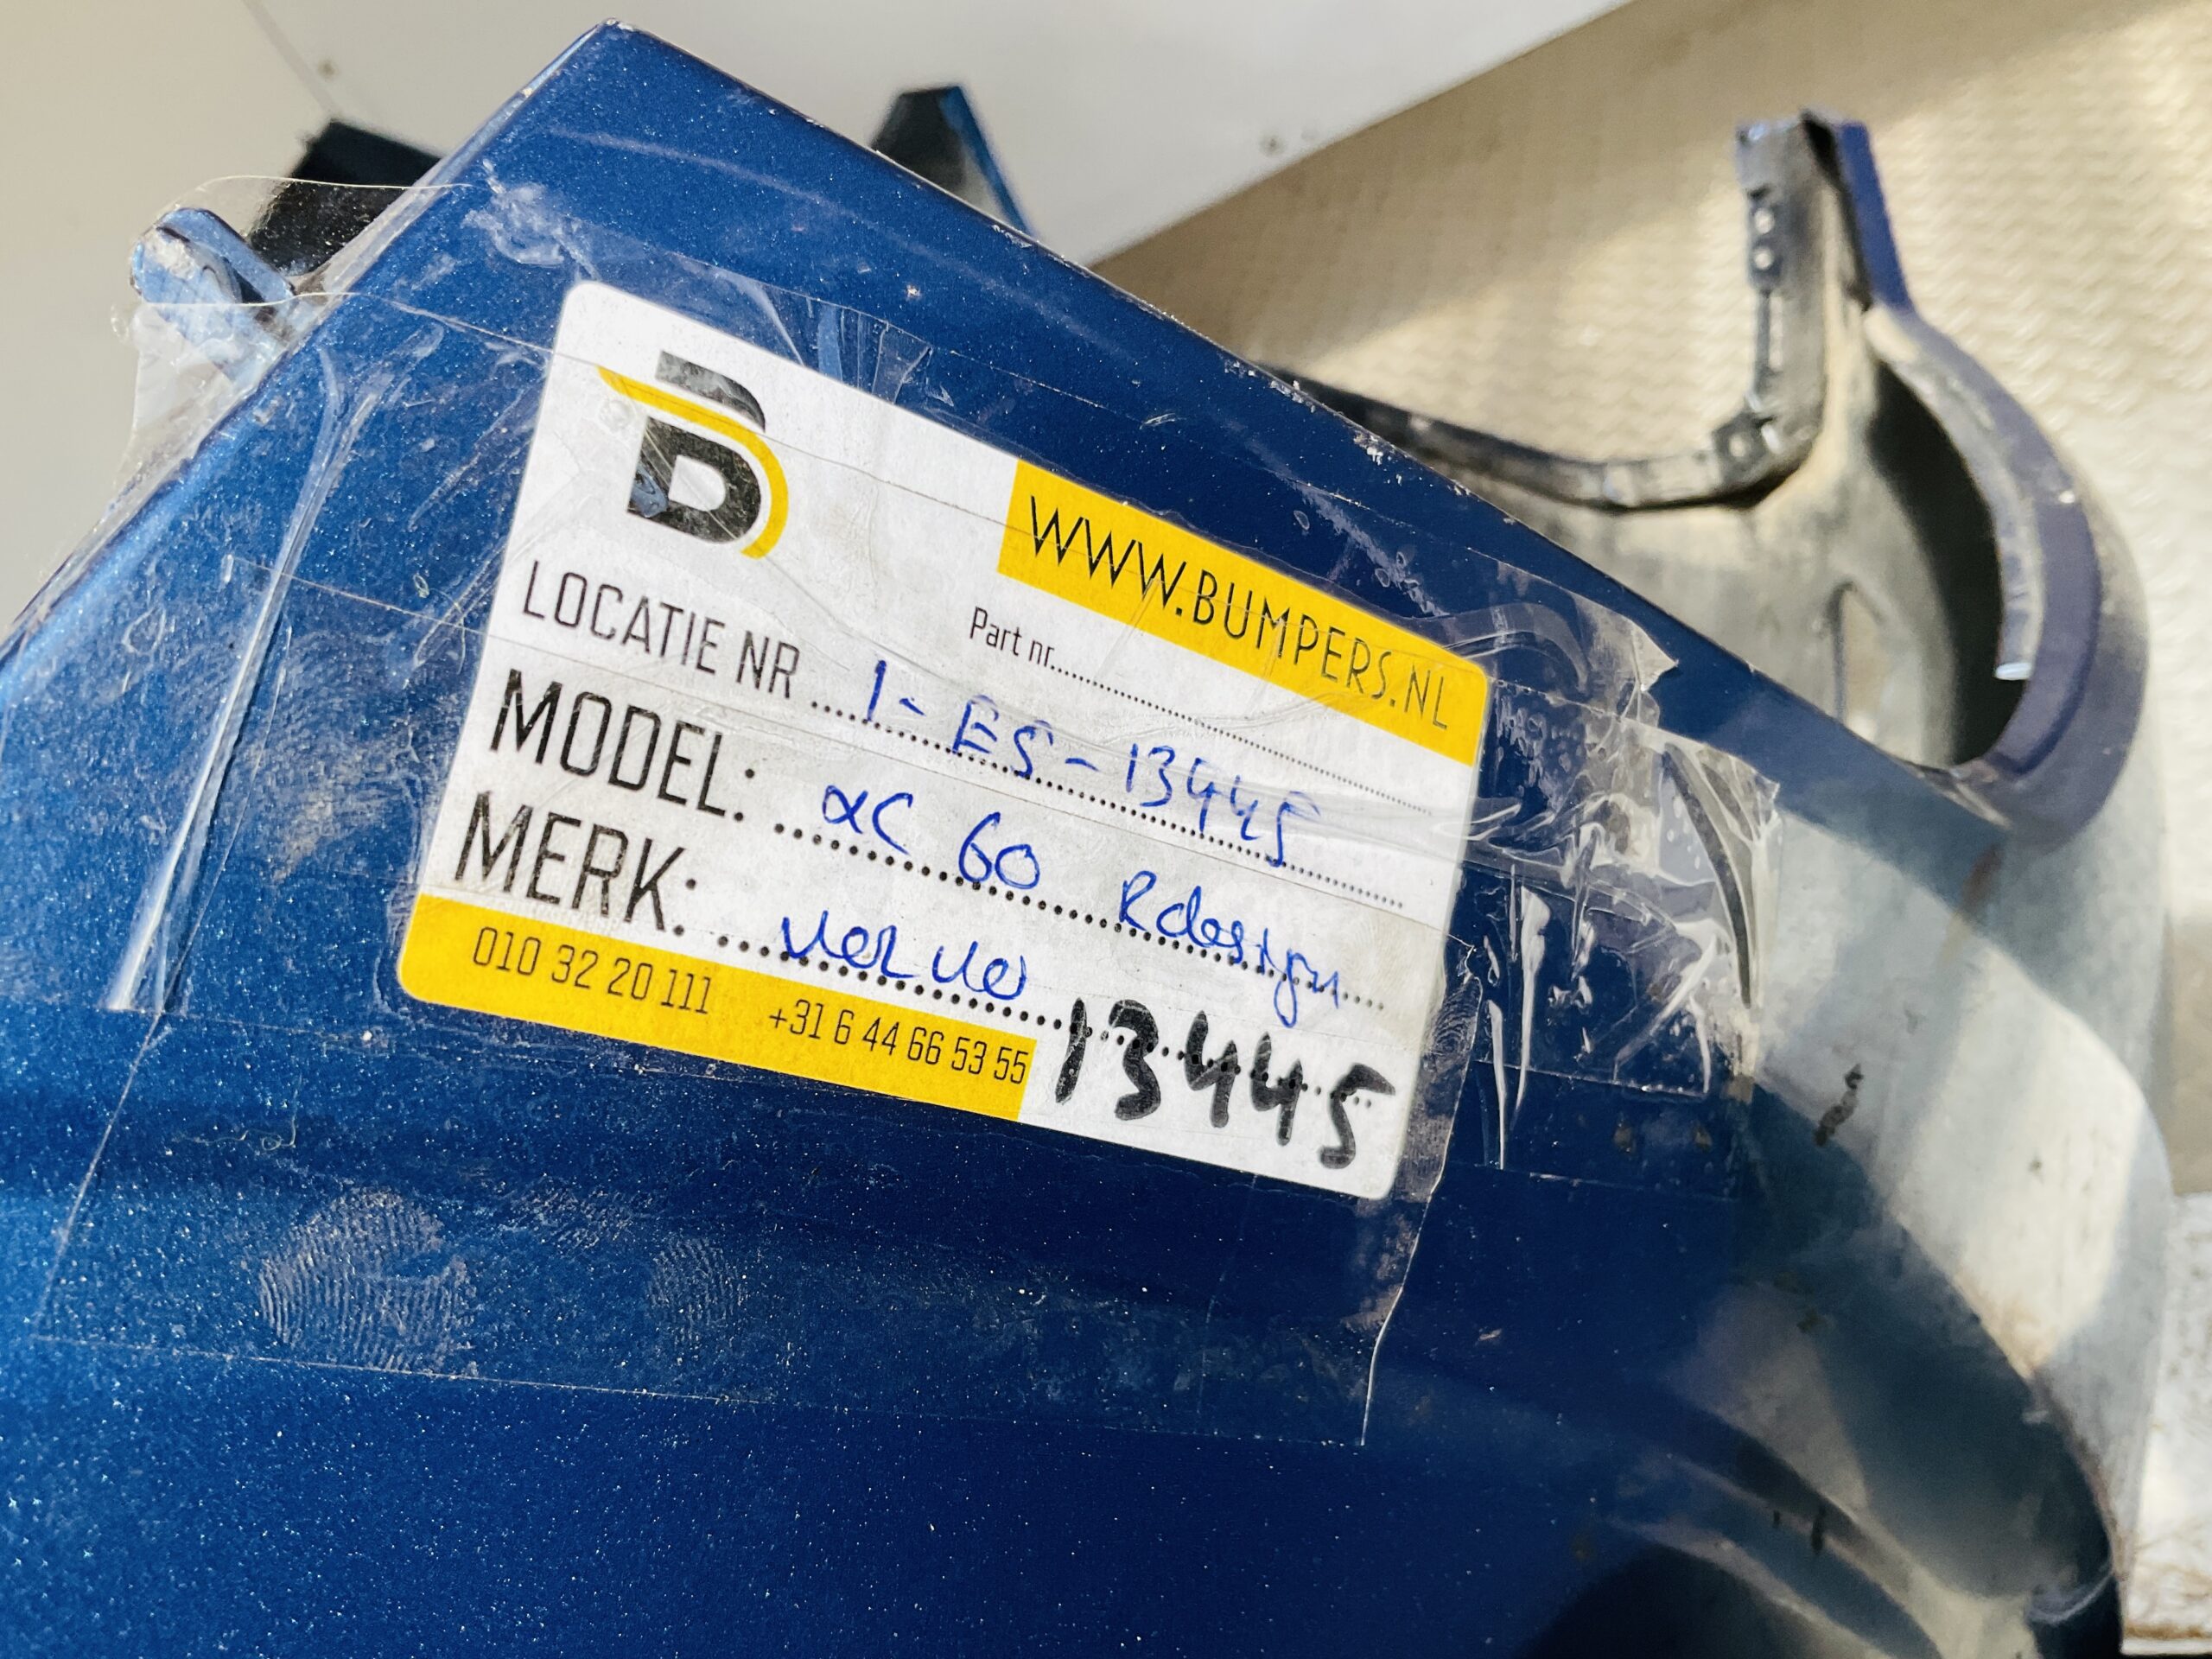 WWW.BUMPERS.NL
Part nr.
LOCATIE NR 1-ES-13445
MODEL: XC 60 Rdesign
MERK:
010 32 20 111 +31 6 44 66 53 55
13445